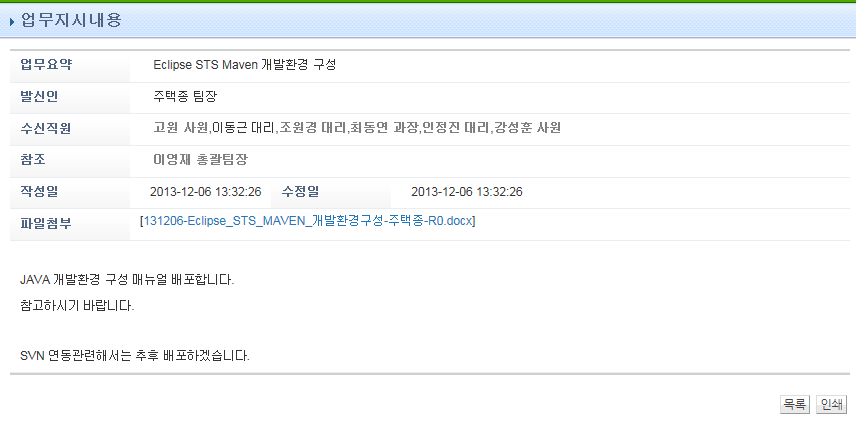 업무지시내용
업무요약 Eclipse STS Maven 개발환경 구성
발신인 주택종 팀장
수신직원 고원 사원,이동근 대리,조원경 대리,최동연 과장,인정진 대리,강성훈 사원
참조 이영재 총괄팀장
작성일 2013-12-06 13:32:26 수정일 2013-12-06 13:32:26
파일첨부 [131206-Eclipse_STS_MAVEN_개발환경구성-주택종-R0.docx]
JAVA 개발환경 구성 매뉴얼 배포합니다.
참고하시기 바랍니다.
SVN 연동관련해서는 추후 배포하겠습니다.
목록 인쇄